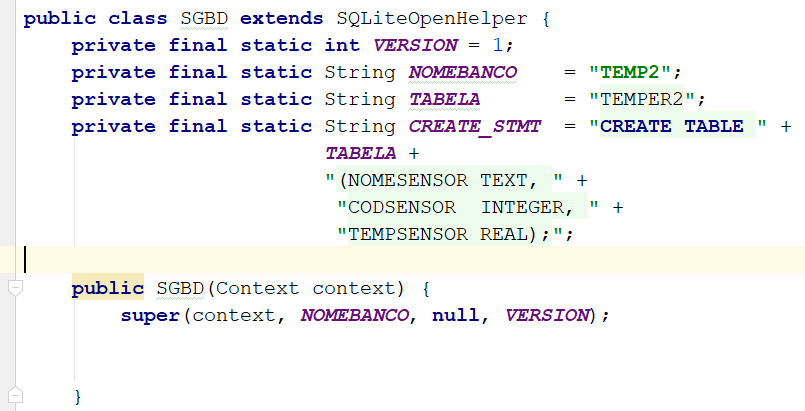 public class SGBD extends SQLiteOpenHelper {
private final static int VERSION = 1;
private final static String NOMEBANCO = "TEMP2";
private final static String TABELA = "TEMPER2";
private final static String CREATE_STMT = "CREATE TABLE " +
TABELA +
"(NOMESENSOR TEXT, " +
"CODSENSOR  INTEGER, " +
"TEMPSENSOR REAL);";
public SGBD(Context context) {
super(context, NOMEBANCO, null, VERSION);
}